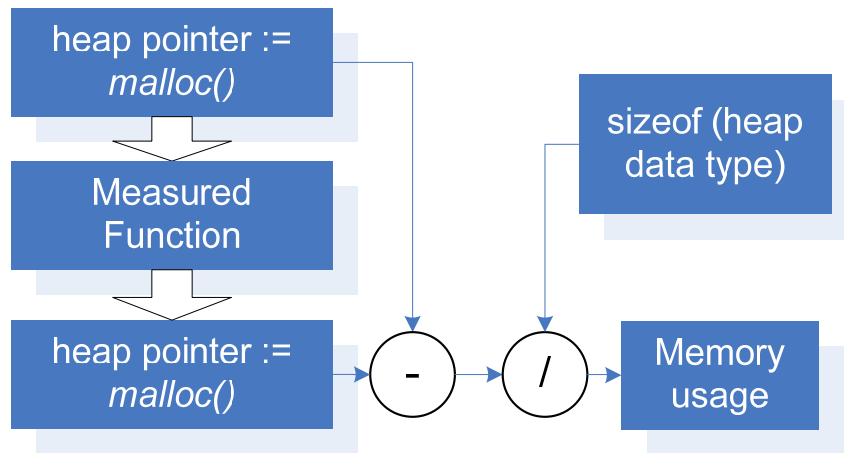 heap pointer :=
malloc()
sizeof (heap
data type)
Measured
Function
heap pointer :=
malloc()
-
/
Memory
usage